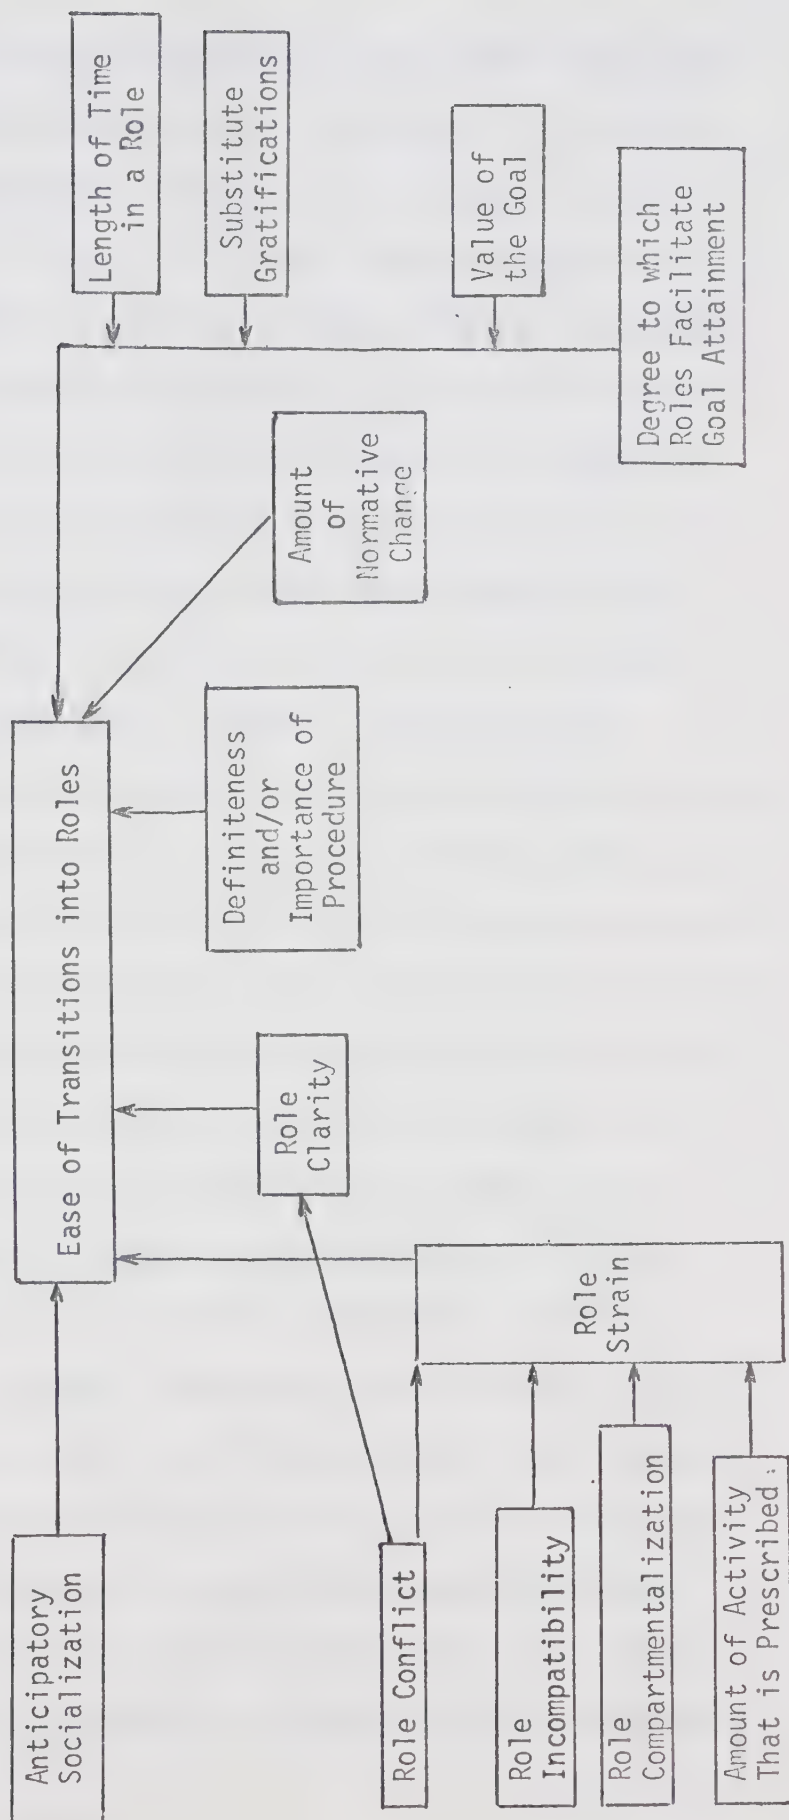 Anticipatory
Socialization
Ease of Transitions into Roles
Length of Time
in a Role
Substitute
Gratifications
Value of
the Goal
Degree to which
Roles Facilitate
Goal Attainment
Amount
of
Normative
Change
Definiteness
and/or
Importance of
Procedure
Role
Clarity
Role Conflict
Role
Incompatibility
Role
Compartmentalization
Amount of Activity
That is Prescribed
Role
Strain